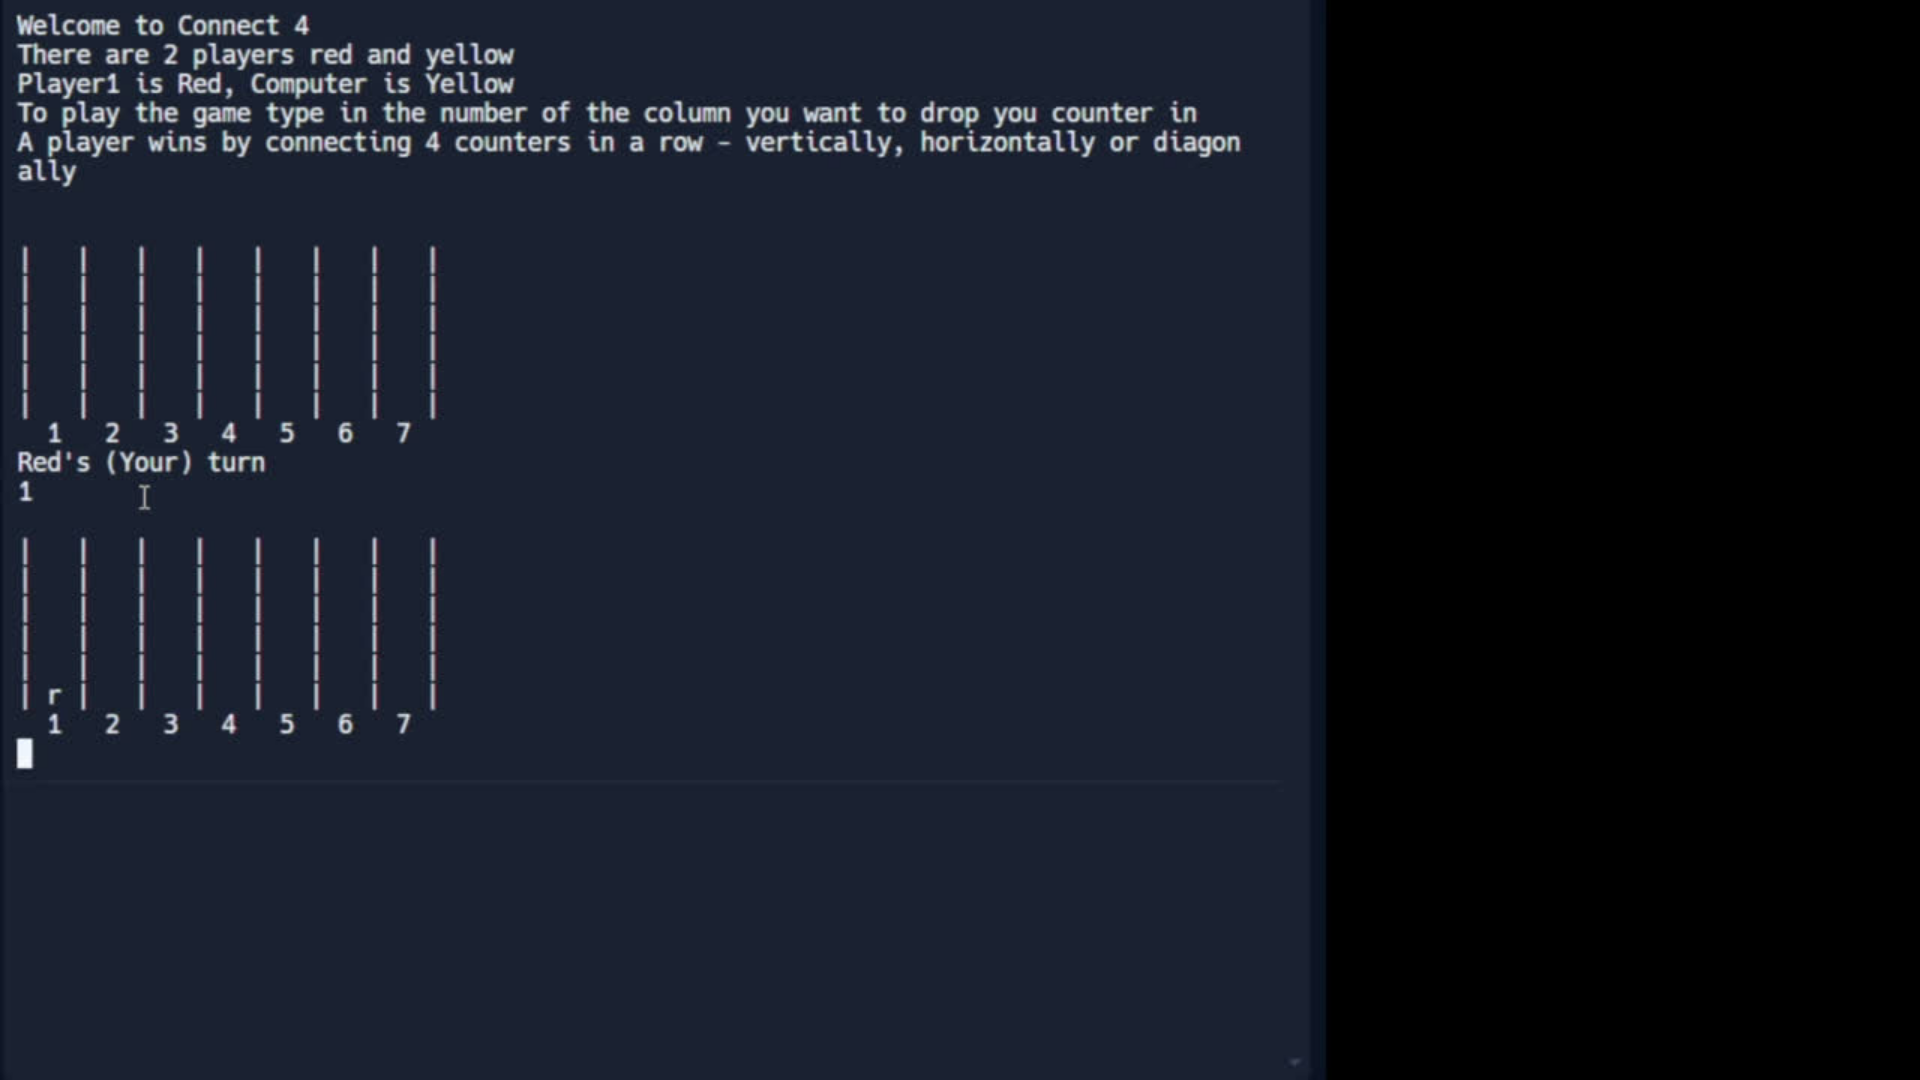 Welcome to Connect 4
There are 2 players red and yellow
Player1 is Red, Computer is Yellow
To play the game type in the number of the column you want to drop you counter in
A player wins by connecting 4 counters in a row - vertically, horizontally or diagon
ally
|   |   |   |   |   |   |   |
|   |   |   |   |   |   |   |
|   |   |   |   |   |   |   |
|   |   |   |   |   |   |   |
|   |   |   |   |   |   |   |
|   |   |   |   |   |   |   |
1 2 3 4 5 6 7
Red's (Your) turn
1
|   |   |   |   |   |   |   |
|   |   |   |   |   |   |   |
|   |   |   |   |   |   |   |
|   |   |   |   |   |   |   |
|   |   |   |   |   |   |   |
| r |   |   |   |   |   |   |
1 2 3 4 5 6 7